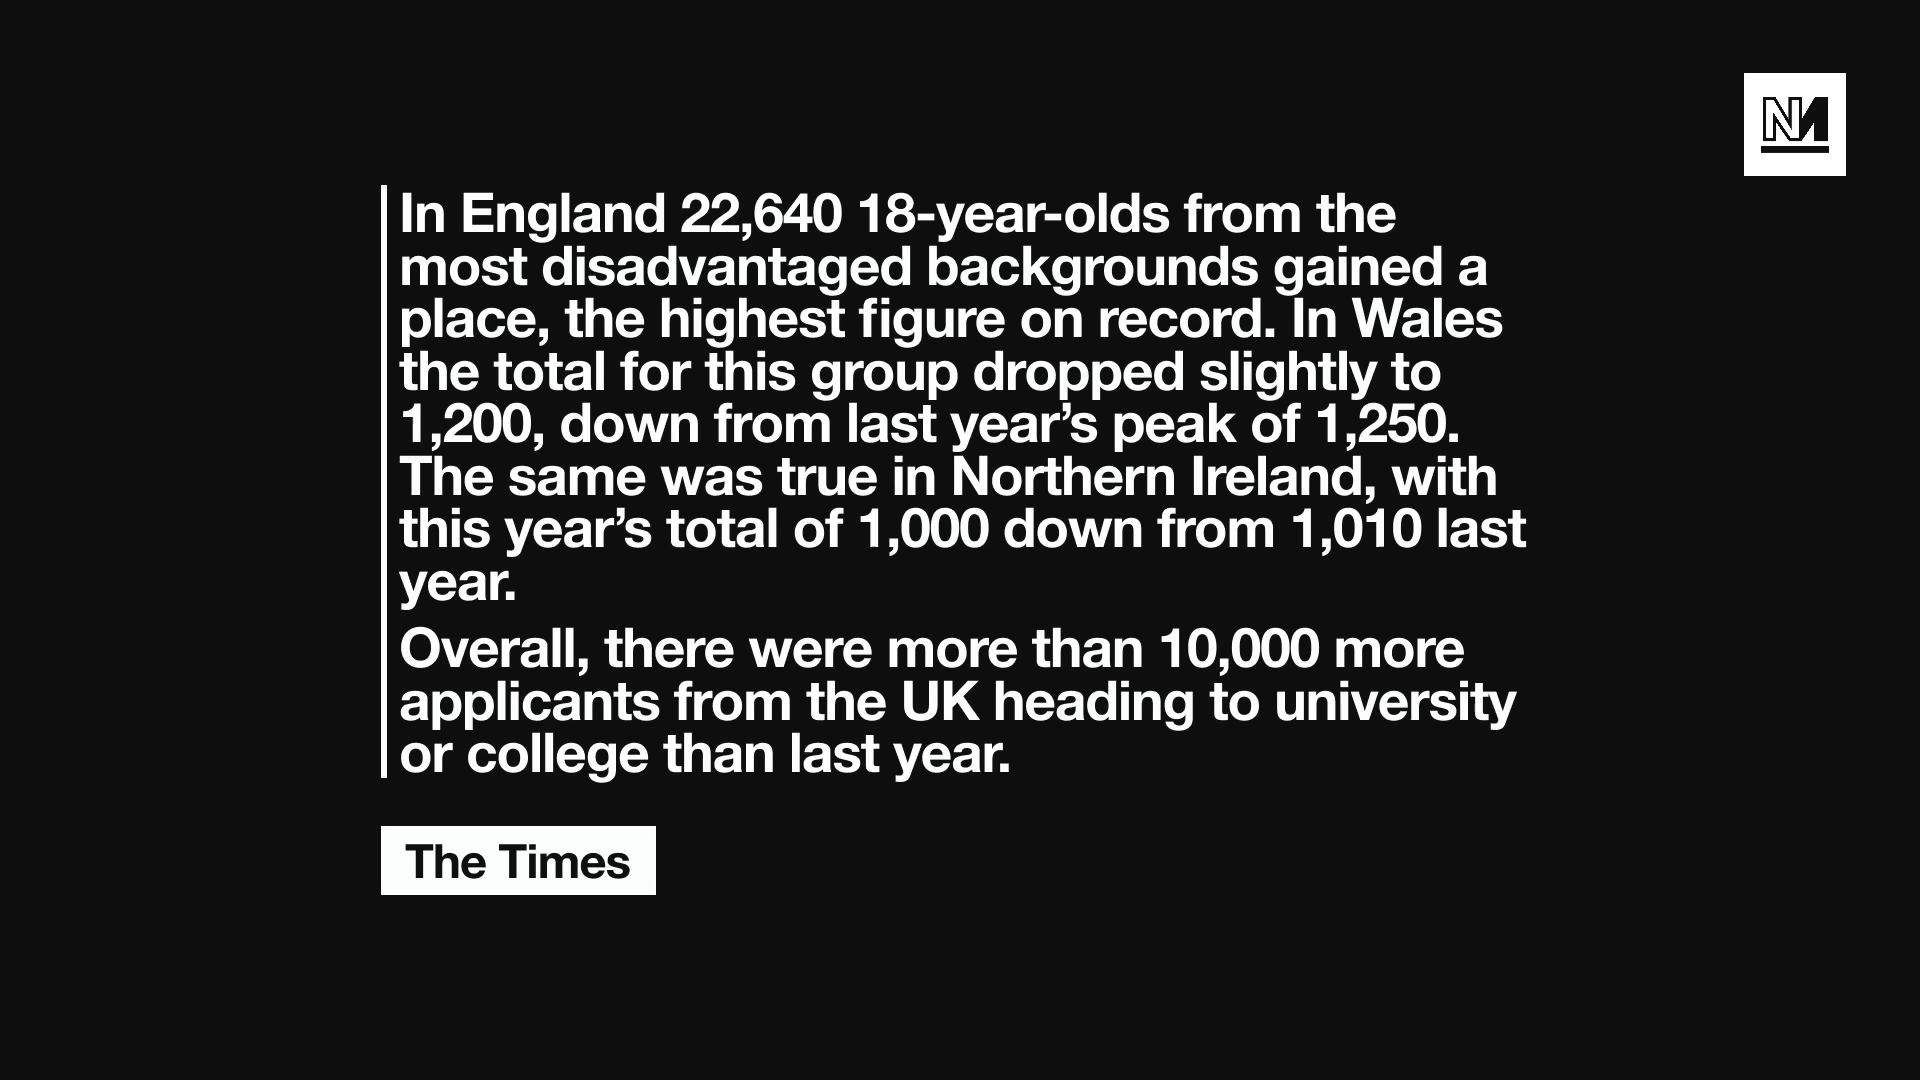 NM
In England 22,640 18-year-olds from the
most disadvantaged backgrounds gained a
place, the highest figure on record. In Wales
the total for this group dropped slightly to
1,200, down from last year’s peak of 1,250.
The same was true in Northern Ireland, with
this year’s total of 1,000 down from 1,010 last
year.
Overall, there were more than 10,000 more
applicants from the UK heading to university
or college than last year.
The Times